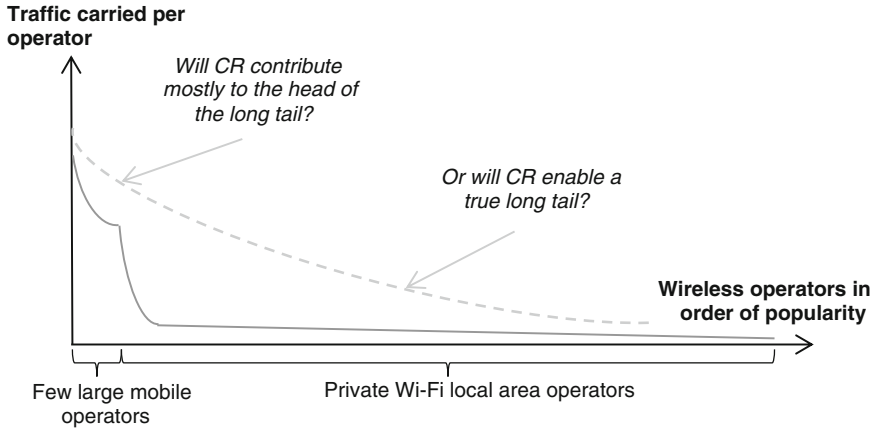 Traffic carried per
operator
Will CR contribute
mostly to the head of
the long tail?
Or will CR enable a
true long tail?
Wireless operators in
order of popularity
Few large mobile
operators
Private Wi-Fi local area operators